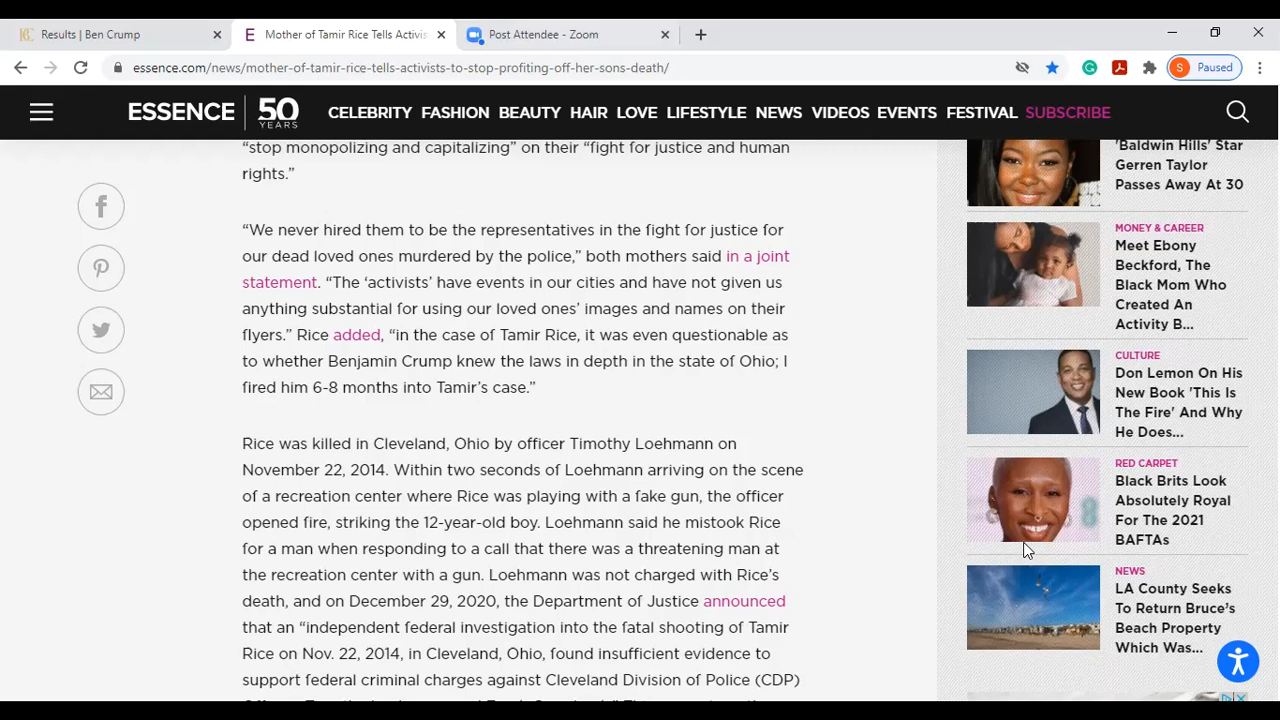 Results | Ben Crump
Mother of Tamir Rice Tells Activis
Post Attendee - Zoom
essence.com/news/mother-of-tamir-rice-tells-activists-to-stop-profiting-off-her-sons-death/
S Paused
ESSENCE 50 YEARS
CELEBRITY FASHION BEAUTY HAIR LOVE LIFESTYLE NEWS VIDEOS EVENTS FESTIVAL SUBSCRIBE
“stop monopolizing and capitalizing” on their “fight for justice and human
rights.”
“We never hired them to be the representatives in the fight for justice for
our dead loved ones murdered by the police,” both mothers said in a joint
statement. “The ‘activists’ have events in our cities and have not given us
anything substantial for using our loved ones’ images and names on their
flyers.” Rice added, “in the case of Tamir Rice, it was even questionable as
to whether Benjamin Crump knew the laws in depth in the state of Ohio; I
fired him 6-8 months into Tamir’s case.”
Rice was killed in Cleveland, Ohio by officer Timothy Loehmann on
November 22, 2014. Within two seconds of Loehmann arriving on the scene
of a recreation center where Rice was playing with a fake gun, the officer
opened fire, striking the 12-year-old boy. Loehmann said he mistook Rice
for a man when responding to a call that there was a threatening man at
the recreation center with a gun. Loehmann was not charged with Rice’s
death, and on December 29, 2020, the Department of Justice announced
that an “independent federal investigation into the fatal shooting of Tamir
Rice on Nov. 22, 2014, in Cleveland, Ohio, found insufficient evidence to
support federal criminal charges against Cleveland Division of Police (CDP)
'Baldwin Hills' Star
Gerren Taylor
Passes Away At 30
MONEY & CAREER
Meet Ebony
Beckford, The
Black Mom Who
Created An
Activity B...
CULTURE
Don Lemon On His
New Book 'This Is
The Fire' And Why
He Does...
RED CARPET
Black Brits Look
Absolutely Royal
For The 2021
BAFTAs
NEWS
LA County Seeks
To Return Bruce’s
Beach Property
Which Was...